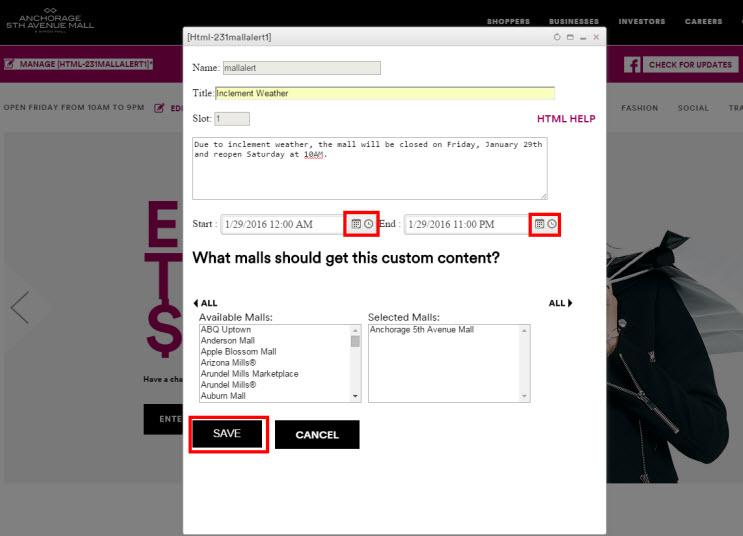 ANCHORAGE
5TH AVENUE MALL
A SIMON MALL
SHOPPERS BUSINESSES INVESTORS CAREERS
[Html-231mallalert1]
MANAGE [HTML-231MALLALERT1]*
f CHECK FOR UPDATES
Name: mallalert
Title: Inclement Weather
OPEN FRIDAY FROM 10AM TO 9PM EDI
FASHION SOCIAL TRA
Slot: 1
HTML HELP
Due to inclement weather, the mall will be closed on Friday, January 29th
and reopen Saturday at 10AM.
Start : 1/29/2016 12:00 AM End : 1/29/2016 11:00 PM
E
T
$
What malls should get this custom content?
ALL ALL
Available Malls: Selected Malls:
ABQ Uptown
Anderson Mall
Apple Blossom Mall
Arizona Mills®
Arundel Mills Marketplace
Arundel Mills®
Auburn Mall
Anchorage 5th Avenue Mall
Have a cha
ENTE
SAVE CANCEL